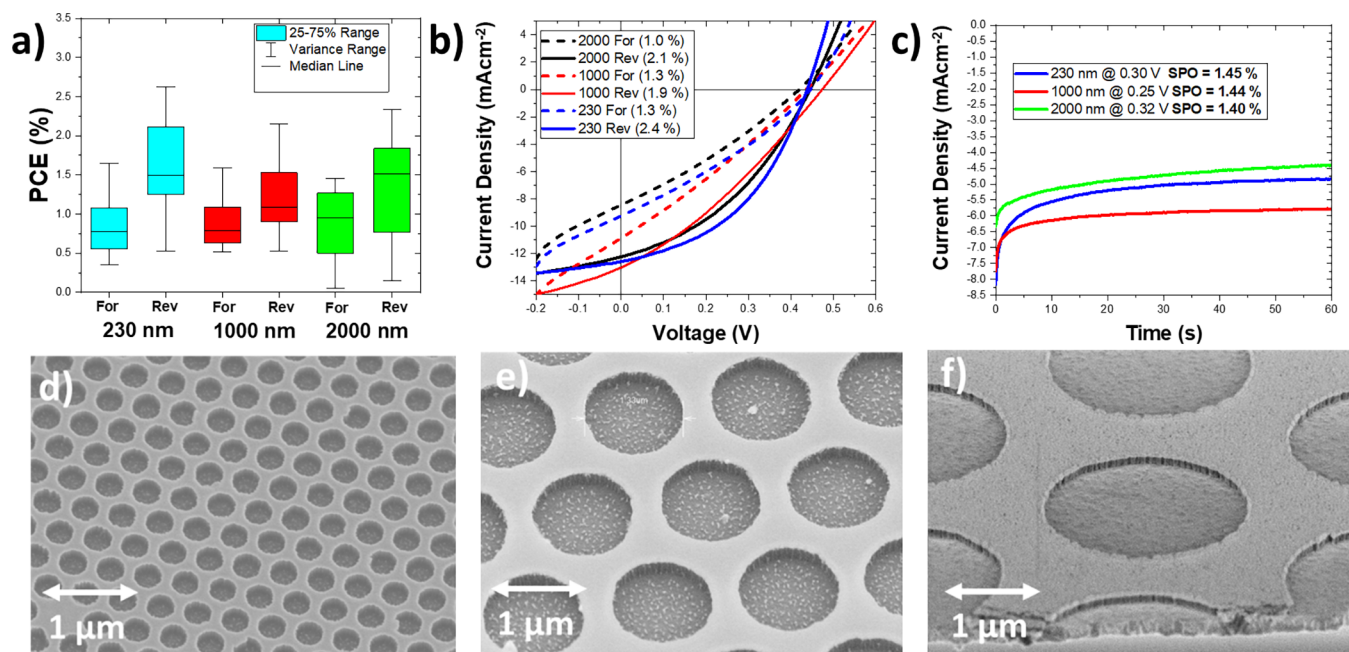 a)
3.5
3.0
2.5
2.0
1.5
1.0
0.5
0.0
PCE (%)
25-75% Range
Variance Range
Median Line
For Rev For Rev For Rev
230 nm 1000 nm 2000 nm
b)
4
2
0
-2
-4
-6
-8
-10
-12
-14
Current Density (mAcm⁻²)
2000 For (1.0 %)
2000 Rev (2.1 %)
1000 For (1.3 %)
1000 Rev (1.9 %)
230 For (1.3 %)
230 Rev (2.4 %)
-0.2 0.0 0.1 0.2 0.3 0.4 0.5 0.6
Voltage (V)
c)
0.0
-0.5
-1.0
-1.5
-2.0
-2.5
-3.0
-3.5
-4.0
-4.5
-5.0
-5.5
-6.0
-6.5
-7.0
-7.5
-8.0
-8.5
Current Density (mAcm⁻²)
230 nm @ 0.30 V SPO = 1.45 %
1000 nm @ 0.25 V SPO = 1.44 %
2000 nm @ 0.32 V SPO = 1.40 %
0 10 20 30 40 50 60
Time (s)
d)
1 μm
e)
1.33um
1 μm
f)
1 μm